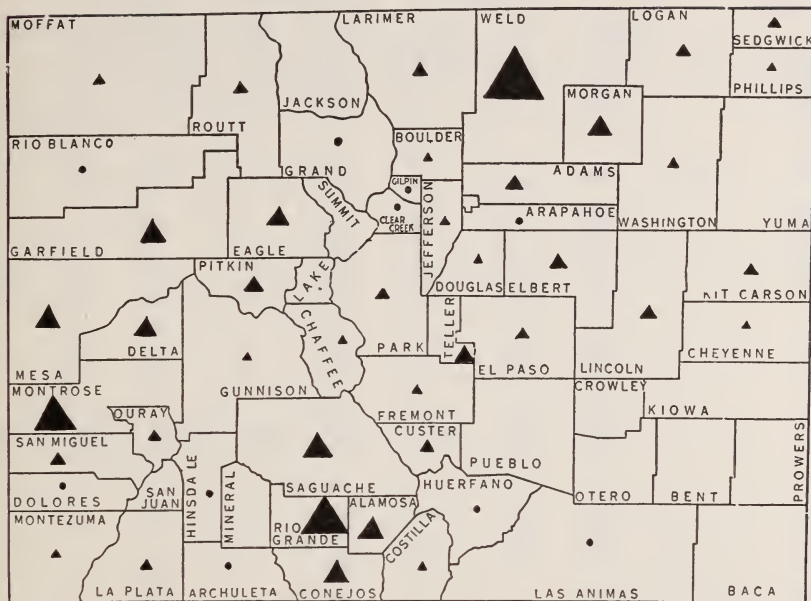 MOFFAT
LARIMER
WELD
LOGAN
SEDGWICK
PHILLIPS
JACKSON
MORGAN
ROUTT
RIO BLANCO
GRAND
BOULDER
GILPIN
ADAMS
CLEAR
CREEK
ARAPAHOE
WASHINGTON
YUMA
SUMMIT
JEFFERSON
GARFIELD
EAGLE
PITKIN
LAKE
DOUGLAS
ELBERT
KIT CARSON
CHAFFEE
PARK
TELLER
DELTA
CHEYENNE
MESA
GUNNISON
EL PASO
LINCOLN
MONTROSE
OURAY
FREMONT
CROWLEY
KIOWA
SAN MIGUEL
CUSTER
PUEBLO
PROWERS
HINSDALE
MINERAL
SAGUACHE
HUERFANO
DOLORES
SAN
JUAN
ALAMOSA
OTERO
BENT
MONTEZUMA
RIO
GRANDE
COSTILLA
LA PLATA
ARCHULETA
CONEJOS
LAS ANIMAS
BACA